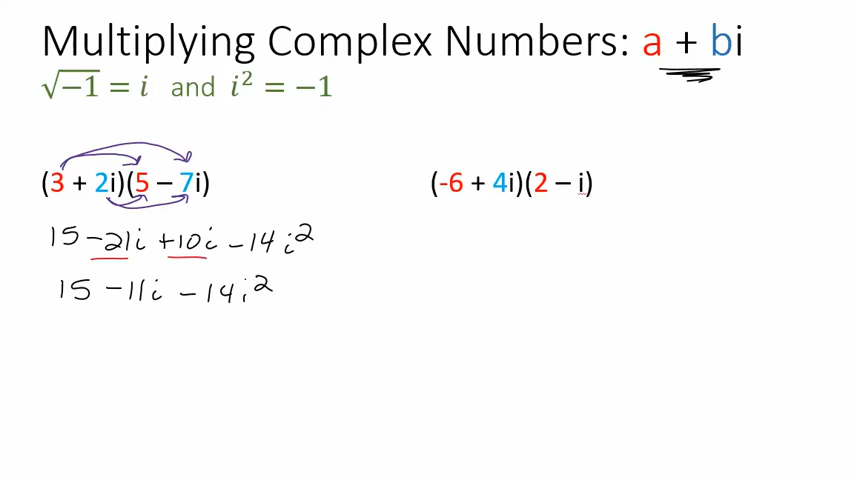 Multiplying Complex Numbers: a + bi
√−1 = i and i² = −1
(3 + 2i)(5 – 7i)
15 −21i +10i −14i²
15 −11i −14i²
(-6 + 4i)(2 – i)